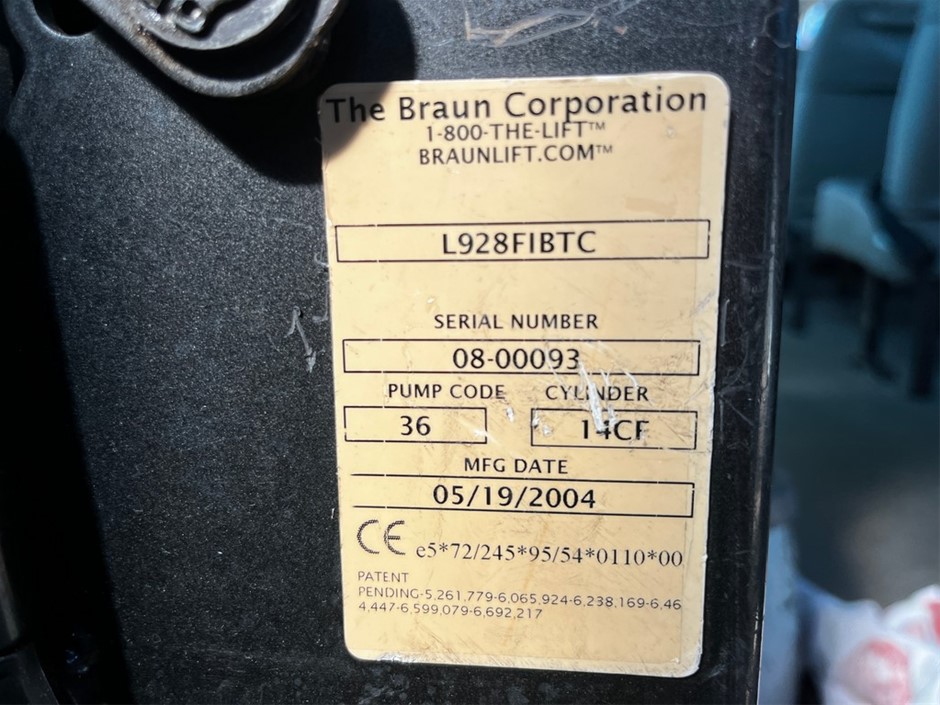 The Braun Corporation
1-800-THE-LIFT™
BRAUNLIFT.COM™
L928FIBTC
SERIAL NUMBER
08-00093
PUMP CODE CYLINDER
36 14CF
MFG DATE
05/19/2004
CE e5*72/245*95/54*0110*00
PATENT
PENDING-5,261,779-6,065,924-6,238,169-6,46
4,447-6,599,079-6,692,217